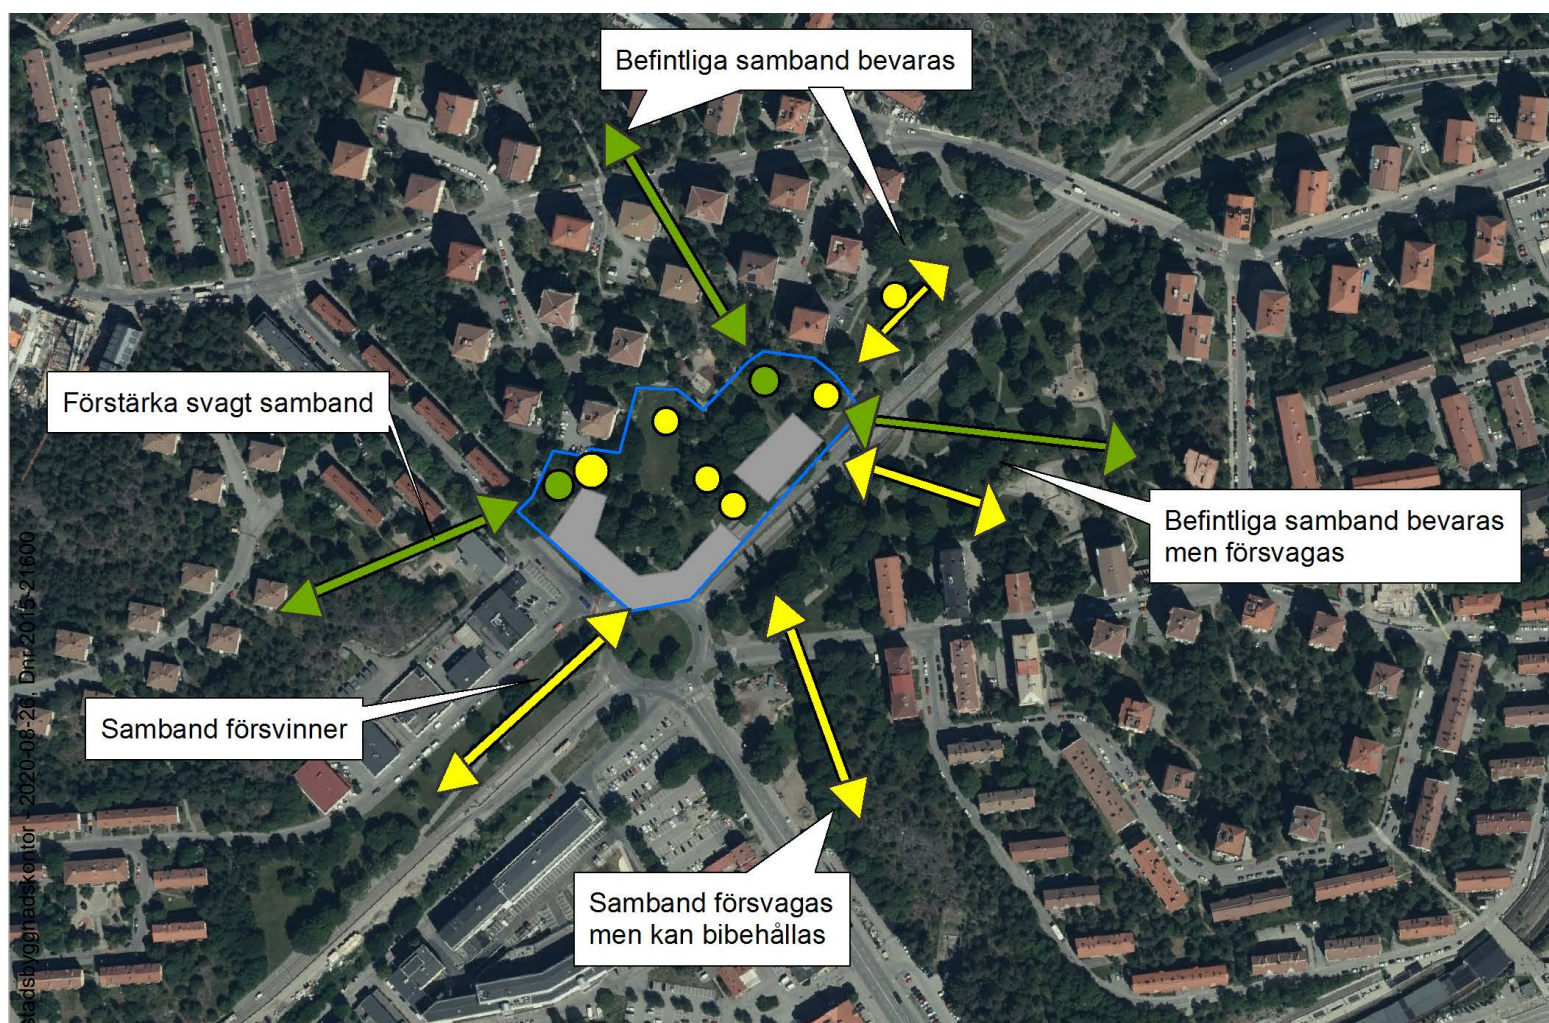 Befintliga samband bevaras
Förstärka svagt samband
Befintliga samband bevaras
men försvagas
Samband försvinner
Samband försvagas
men kan bibehållas
stadsbyggnadskontor - 2020-08-26, Dnr 2015-21600